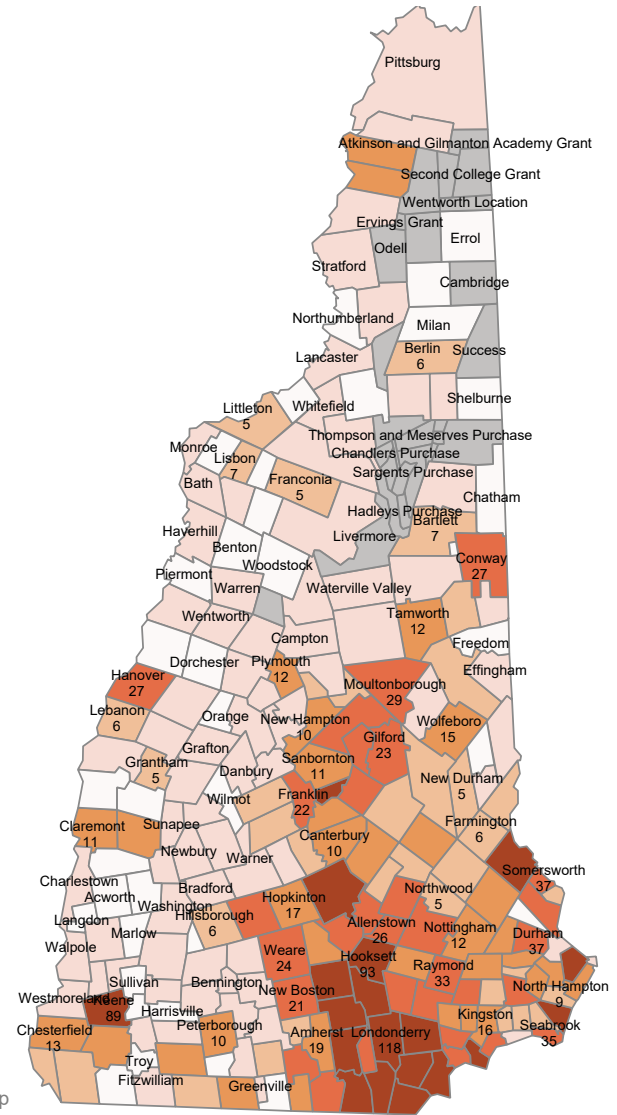 Pittsburg
Atkinson and Gilmanton Academy Grant
Second College Grant
Wentworth Location
Ervings Grant
Errol
Odell
Stratford
Cambridge
Northumberland
Milan
Berlin
6
Success
Lancaster
Shelburne
Whitefield
Littleton
5
Thompson and Meserves Purchase
Monroe
Chandlers Purchase
Lisbon
7
Sargents Purchase
Bath
Franconia
5
Chatham
Hadleys Purchase
Bartlett
7
Haverhill
Livermore
Benton
Conway
27
Woodstock
Piermont
Warren
Waterville Valley
Wentworth
Tamworth
12
Campton
Freedom
Dorchester
Plymouth
12
Effingham
Hanover
27
Moultonborough
29
Lebanon
6
Orange
New Hampton
10
Wolfeboro
15
Gilford
23
Grafton
Sanbornton
11
Grantham
5
Danbury
New Durham
5
Franklin
22
Wilmot
Claremont
11
Sunapee
Farmington
6
Canterbury
10
Newbury
Warner
Somersworth
37
Charlestown
Bradford
Northwood
5
Acworth
Hopkinton
17
Washington
Hillsborough
6
Langdon
Allenstown
26
Nottingham
12
Marlow
Durham
37
Walpole
Weare
24
Hooksett
93
Raymond
33
Sullivan
Bennington
New Boston
21
North Hampton
9
Westmoreland
Keene
89
Harrisville
Kingston
16
Chesterfield
13
Peterborough
10
Seabrook
35
Amherst
19
Londonderry
118
Troy
Fitzwilliam
Greenville
p